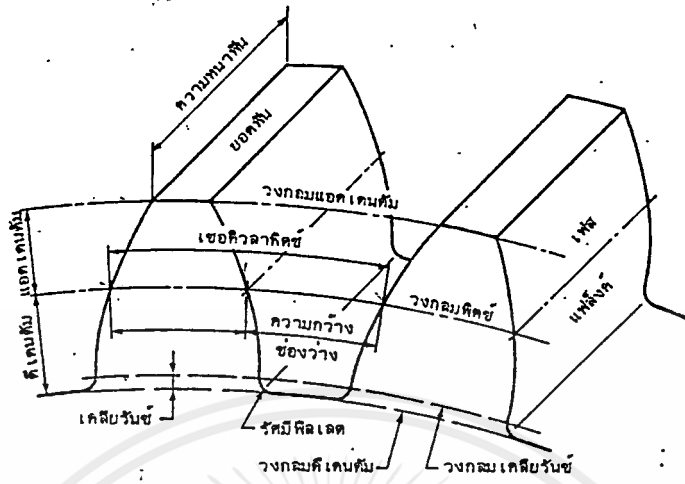 ความหนาฟัน
ยอดฟัน
วงกลมแอดเดนดัม
เซอคิวลาพิตช์
แอดเดนดัม
เฟส
วงกลมพิตช์
แฟล็งค์
ดีเดนดัม
ความกว้าง
ช่องว่าง
เคลียรันซ์
รัศมีฟิลเลต
วงกลมดีเดนดัม
วงกลมเคลียรันซ์